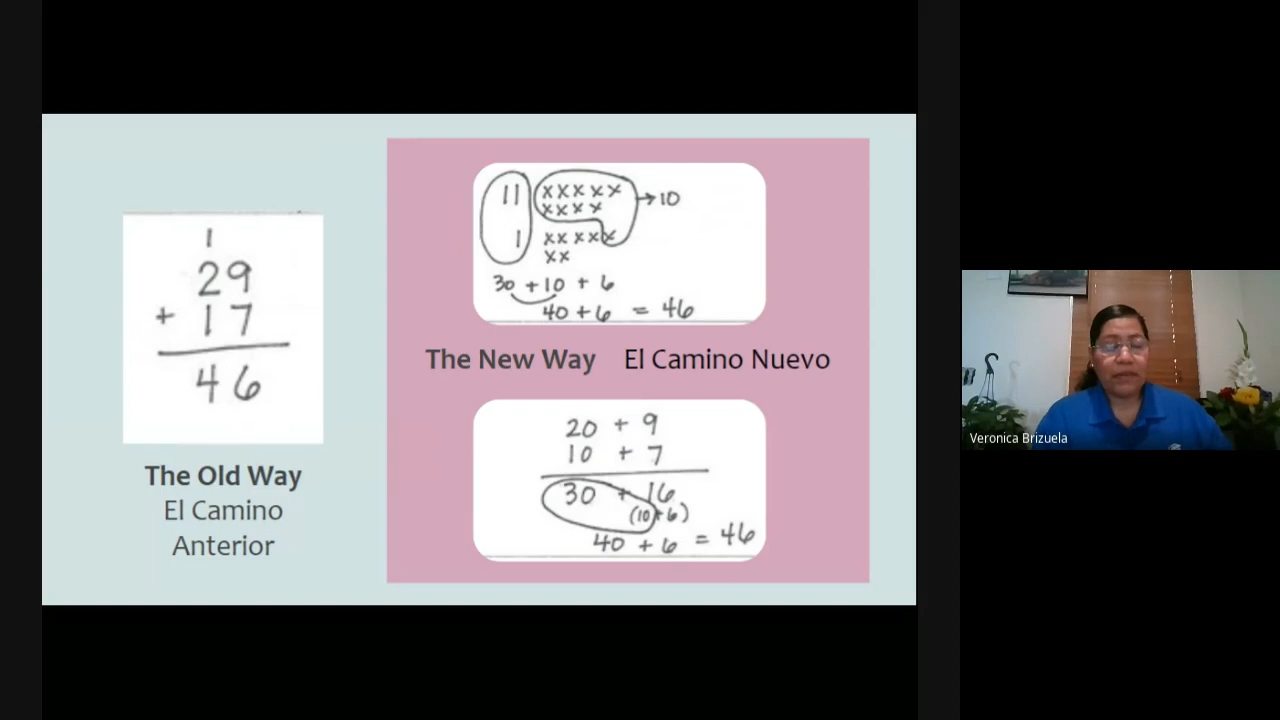 1
29
+ 17
46
The Old Way
El Camino
Anterior
11 xxxxx → 10
xxxx
1 xxxxx
xx
30 + 10 + 6
40 + 6 = 46
The New Way El Camino Nuevo
20 + 9
10 + 7
30 + 16
(10+6)
40 + 6 = 46
Veronica Brizuela